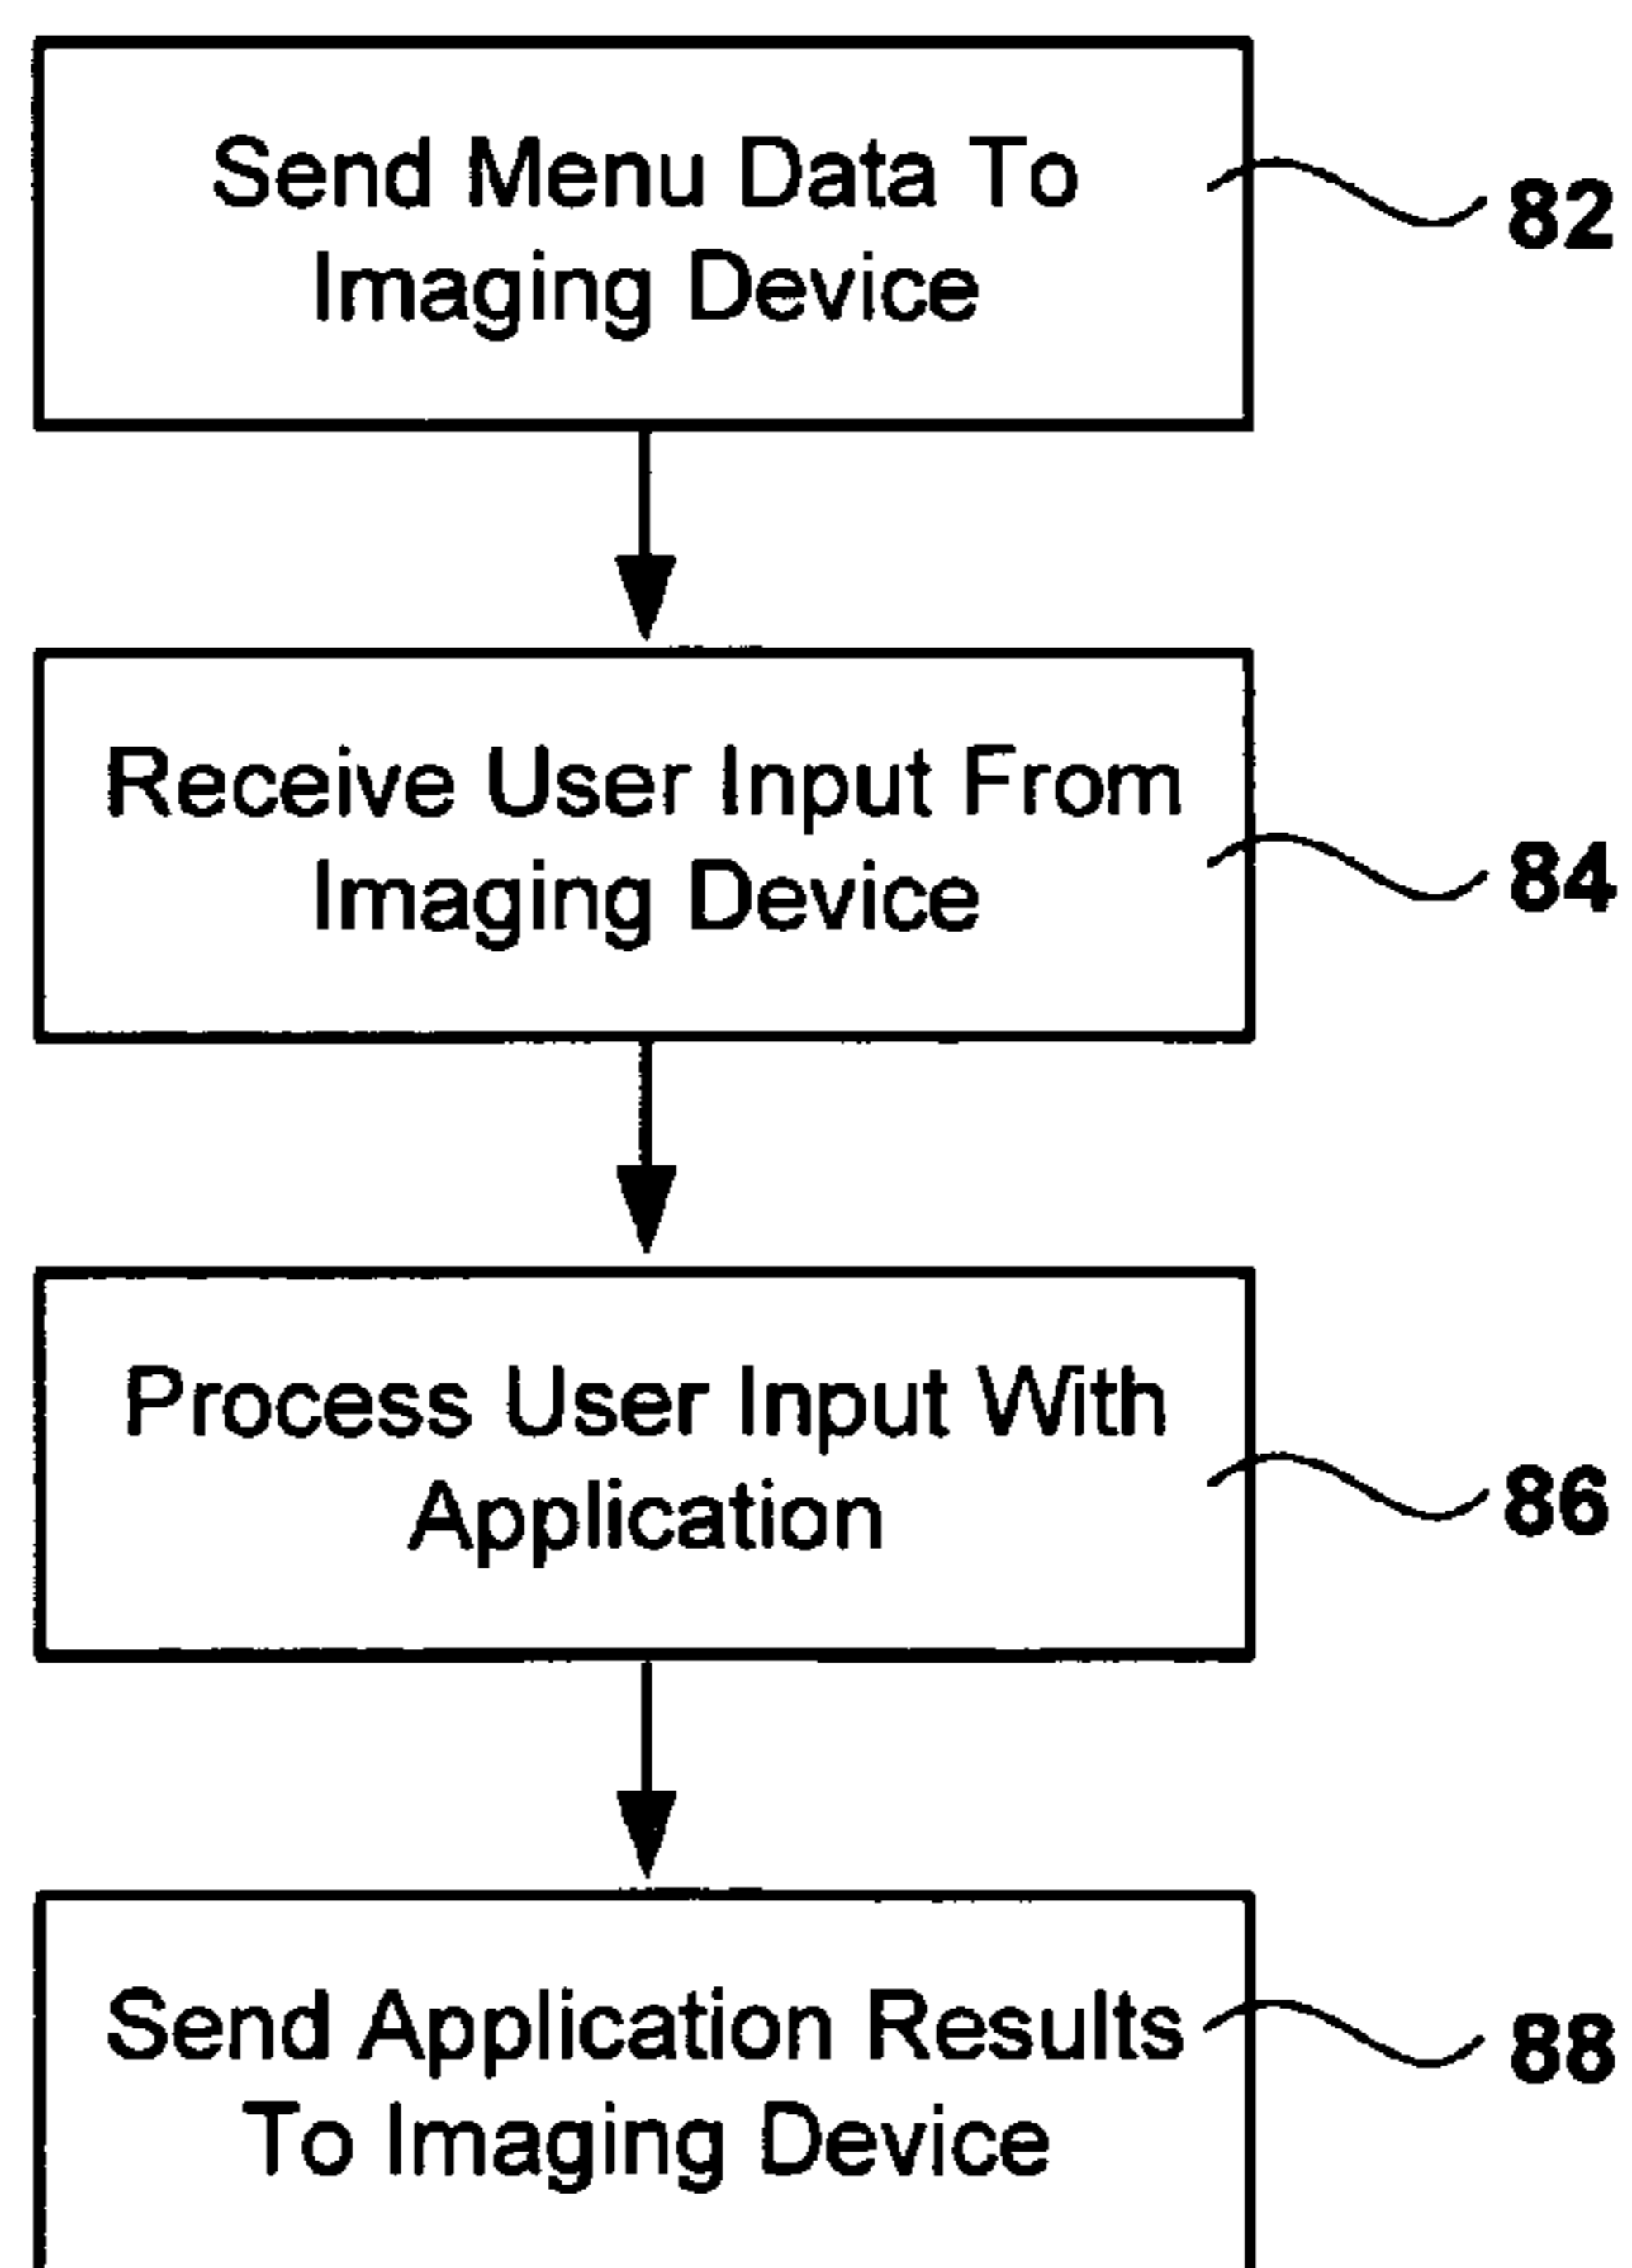 Send Menu Data To
Imaging Device
82
Receive User Input From
Imaging Device
84
Process User Input With
Application
86
Send Application Results
To Imaging Device
88